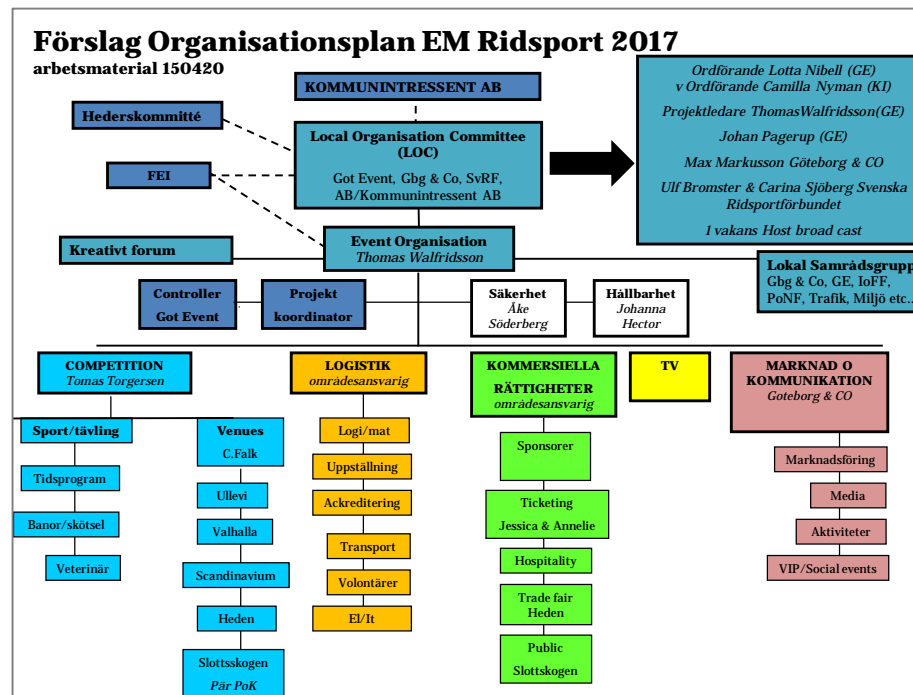 Förslag Organisationsplan EM Ridsport 2017
arbetsmaterial 150420
KOMMUNINTRESSENT AB
Hederskommitté
Local Organisation Committee
(LOC)
Got Event, Gbg & Co, SvRF,
AB/Kommunintressent AB
FEI
Ordförande Lotta Nibell (GE)
v Ordförande Camilla Nyman (KI)
Projektledare ThomasWalfridsson(GE)
Johan Pagerup (GE)
Max Markusson Göteborg & CO
Ulf Bromster & Carina Sjöberg Svenska
Ridsportförbundet
1 vakans Host broad cast
Kreativt forum
Event Organisation
Thomas Walfridsson
Lokal Samrådsgrupp
Gbg & Co, GE, IoFF,
PoNF, Trafik, Miljö etc..
Controller
Got Event
Projekt
koordinator
Säkerhet
Åke
Söderberg
Hållbarhet
Johanna
Hector
COMPETITION
Tomas Torgersen
LOGISTIK
områdesansvarig
KOMMERSIELLA
RÄTTIGHETER
områdesansvarig
TV
MARKNAD O
KOMMUNIKATION
Goteborg & CO
Sport/tävling
Tidsprogram
Banor/skötsel
Veterinär
Venues
C.Falk
Ullevi
Valhalla
Scandinavium
Heden
Slottsskogen
Pär PoK
Logi/mat
Uppställning
Ackreditering
Transport
Volontärer
El/It
Sponsorer
Ticketing
Jessica & Annelie
Hospitality
Trade fair
Heden
Public
Slottskogen
Marknadsföring
Media
Aktiviteter
VIP/Social events